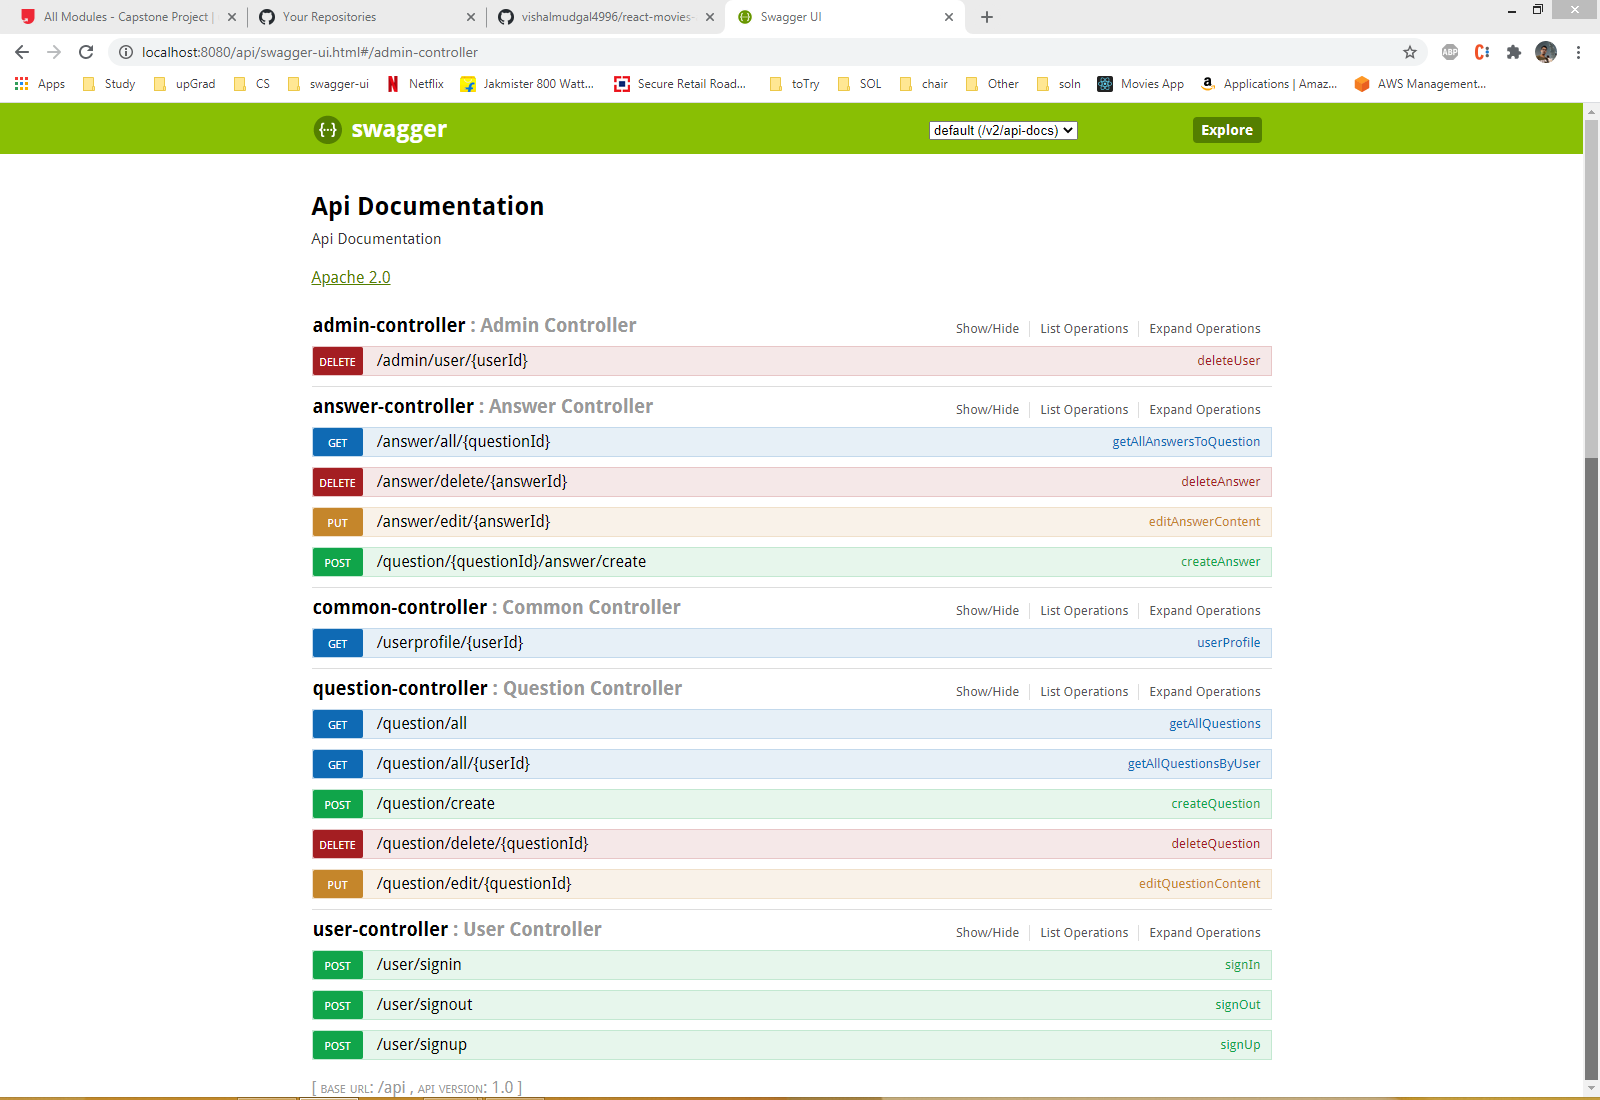 All Modules - Capstone Project |
Your Repositories
vishalmudgal4996/react-movies-
Swagger UI
localhost:8080/api/swagger-ui.html#/admin-controller
ABP
Apps
Study
upGrad
CS
swagger-ui
Netflix
Jakmister 800 Watt...
Secure Retail Road...
toTry
SOL
chair
Other
soln
Movies App
Applications | Amaz...
AWS Management...
{··} swagger
default (/v2/api-docs)
Explore
Api Documentation
Api Documentation
Apache 2.0
admin-controller : Admin Controller Show/Hide List Operations Expand Operations
DELETE /admin/user/{userId} deleteUser
answer-controller : Answer Controller Show/Hide List Operations Expand Operations
GET /answer/all/{questionId} getAllAnswersToQuestion
DELETE /answer/delete/{answerId} deleteAnswer
PUT /answer/edit/{answerId} editAnswerContent
POST /question/{questionId}/answer/create createAnswer
common-controller : Common Controller Show/Hide List Operations Expand Operations
GET /userprofile/{userId} userProfile
question-controller : Question Controller Show/Hide List Operations Expand Operations
GET /question/all getAllQuestions
GET /question/all/{userId} getAllQuestionsByUser
POST /question/create createQuestion
DELETE /question/delete/{questionId} deleteQuestion
PUT /question/edit/{questionId} editQuestionContent
user-controller : User Controller Show/Hide List Operations Expand Operations
POST /user/signin signIn
POST /user/signout signOut
POST /user/signup signUp
[ BASE URL: /api , API VERSION: 1.0 ]